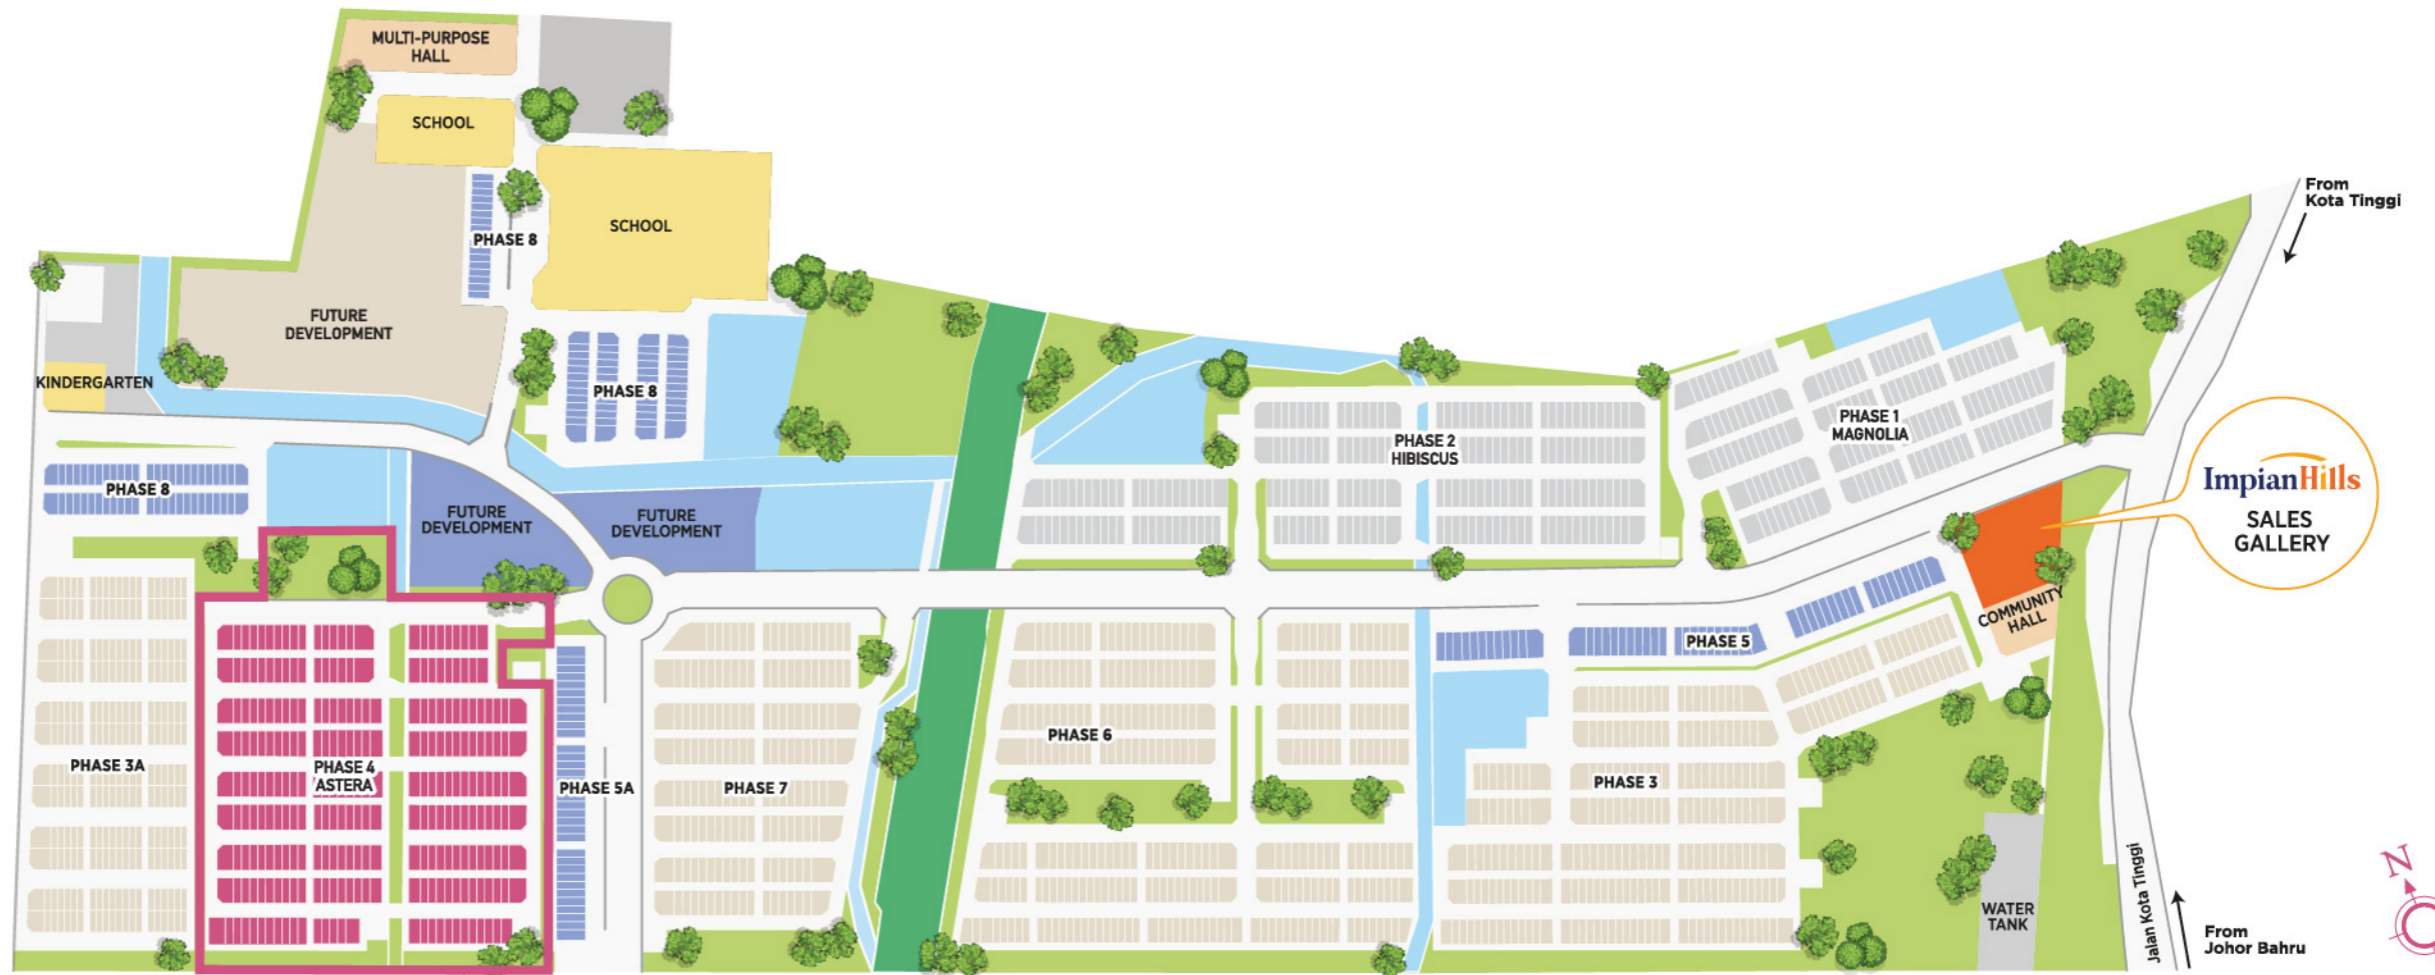 MULTI-PURPOSE
HALL
SCHOOL
SCHOOL
PHASE 8
From
Kota Tinggi
FUTURE
DEVELOPMENT
KINDERGARTEN
PHASE 8
PHASE 2
HIBISCUS
PHASE 1
MAGNOLIA
ImpianHills
SALES
GALLERY
PHASE 8
FUTURE
DEVELOPMENT
FUTURE
DEVELOPMENT
COMMUNITY
HALL
PHASE 5
PHASE 3A
PHASE 4
ASTERA
PHASE 5A
PHASE 7
PHASE 6
PHASE 3
WATER
TANK
Jalan Kota Tinggi
From
Johor Bahru
N